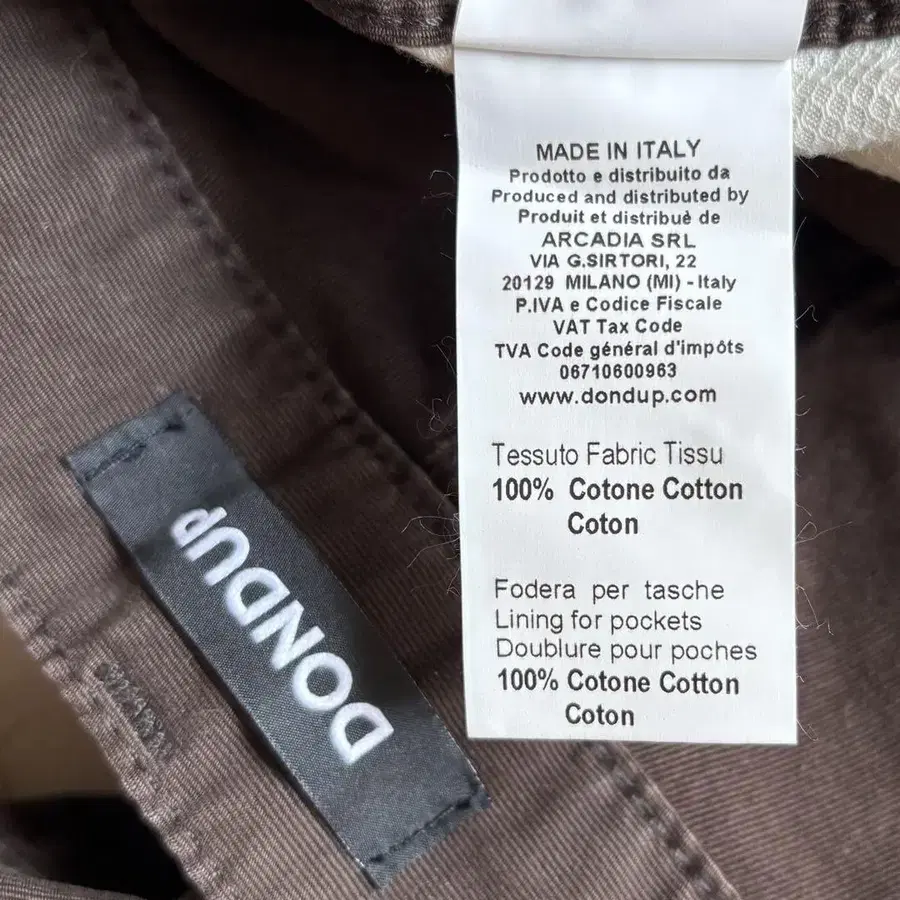 MADE IN ITALY
Prodotto e distribuito da
Produced and distributed by
Produit et distribuè de
ARCADIA SRL
VIA G.SIRTORI, 22
20129 MILANO (MI) - Italy
P.IVA e Codice Fiscale
VAT Tax Code
TVA Code général d'impôts
06710600963
www.dondup.com
Tessuto Fabric Tissu
100% Cotone Cotton
Coton
Fodera per tasche
Lining for pockets
Doublure pour poches
100% Cotone Cotton
Coton
DONDUP